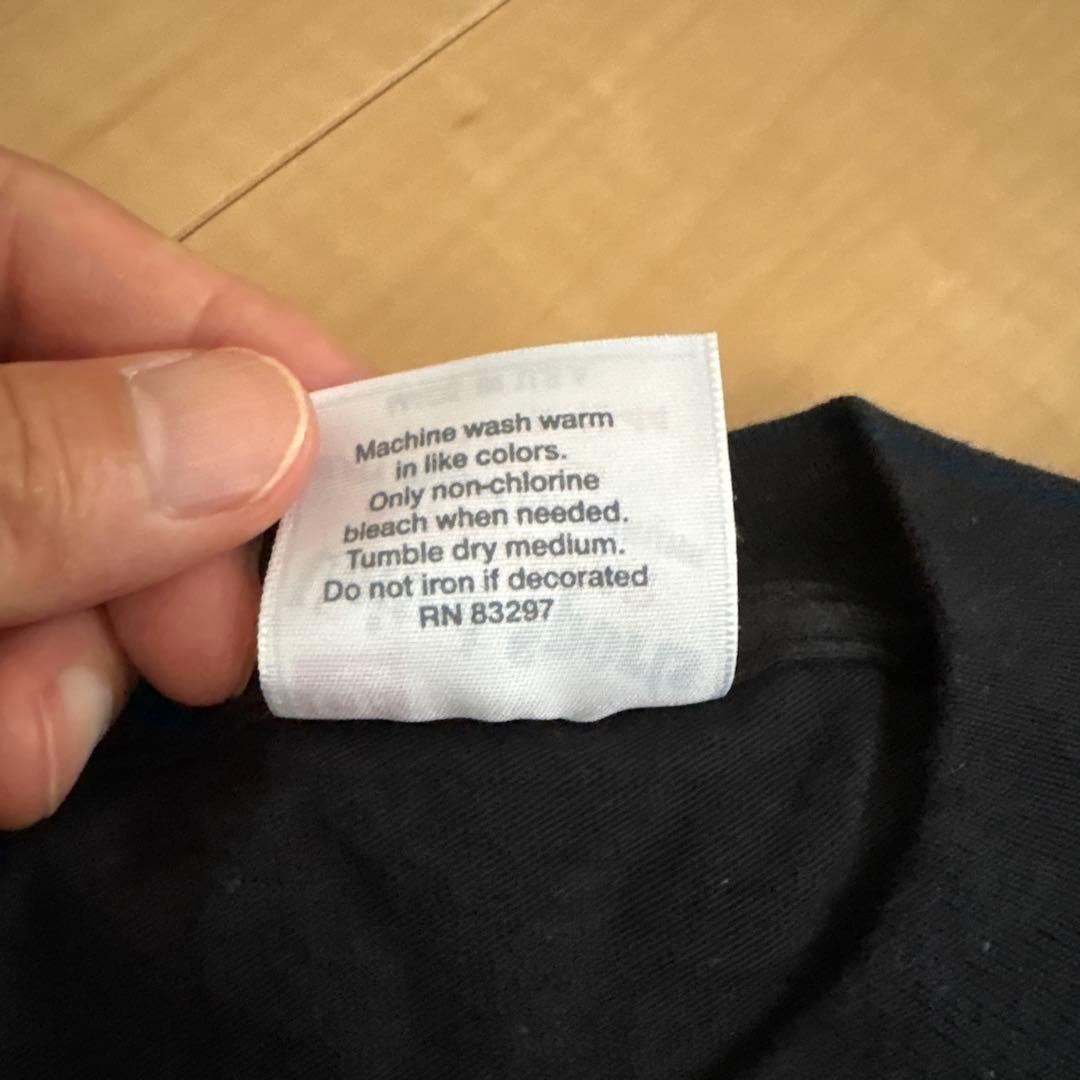 Machine wash warm
in like colors.
Only non-chlorine
bleach when needed.
Tumble dry medium.
Do not iron if decorated
RN 83297